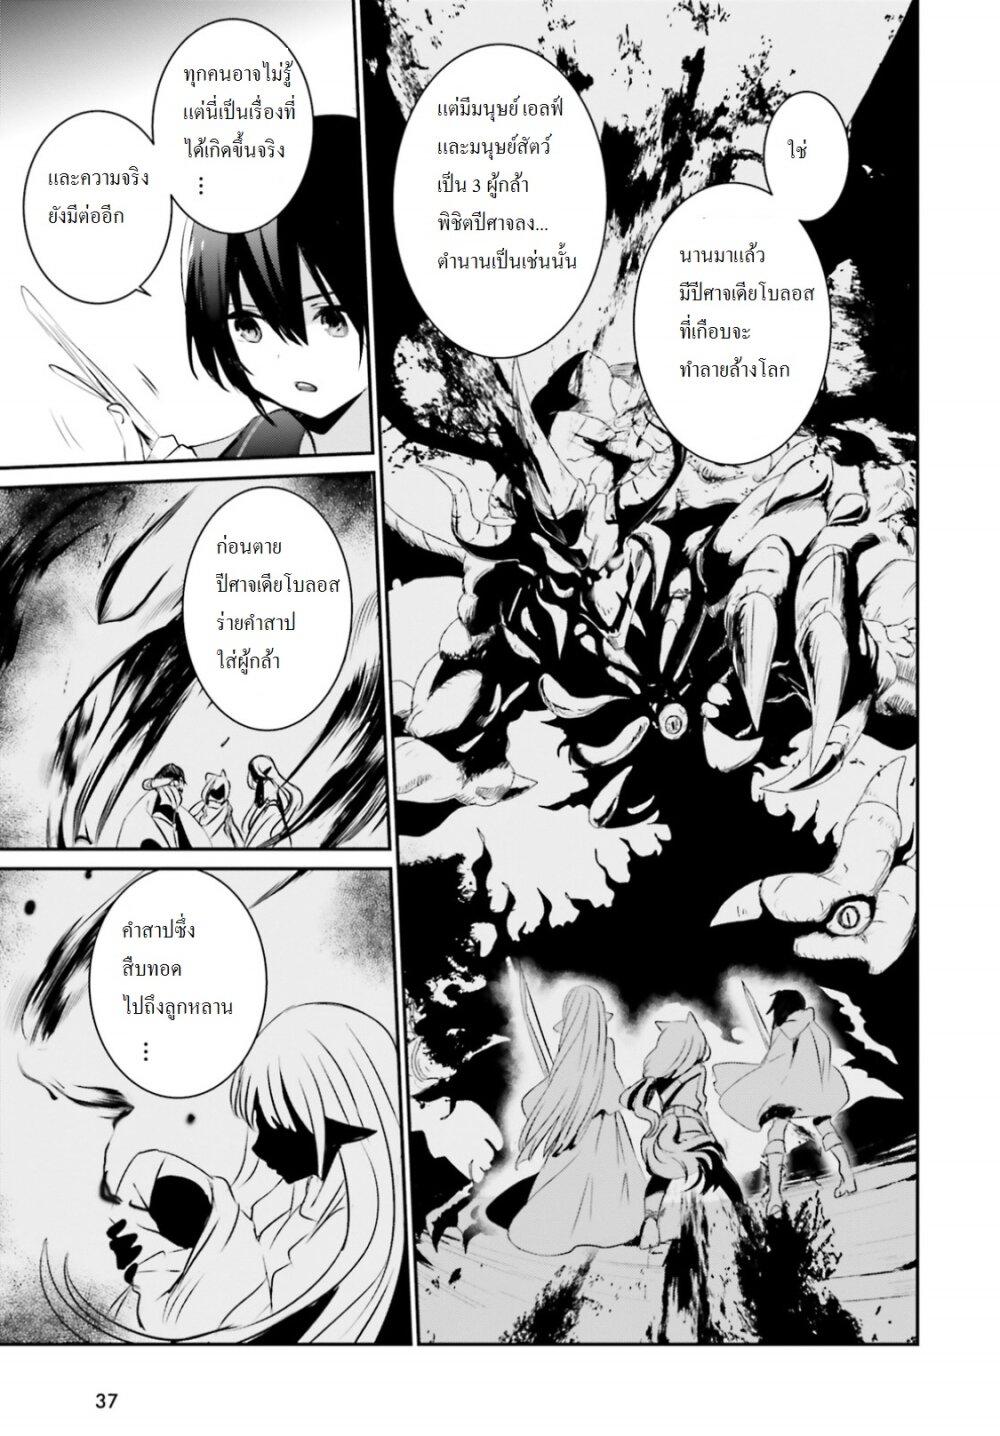 ใช่
นานมาแล้ว
มีปีศาจเดียโบลอส
ที่เกือบจะ
ทำลายล้างโลก
แต่มีมนุษย์ เอลฟ์
และมนุษย์สัตว์
เป็น 3 ผู้กล้า
พิชิตปีศาจลง...
ตำนานเป็นเช่นนั้น
ทุกคนอาจไม่รู้
แต่นี่เป็นเรื่องที่
ได้เกิดขึ้นจริง
...
และความจริง
ยังมีต่ออีก
ก่อนตาย
ปีศาจเดียโบลอส
ร่ายคำสาป
ใส่ผู้กล้า
คำสาปซึ่ง
สืบทอด
ไปถึงลูกหลาน
...
37